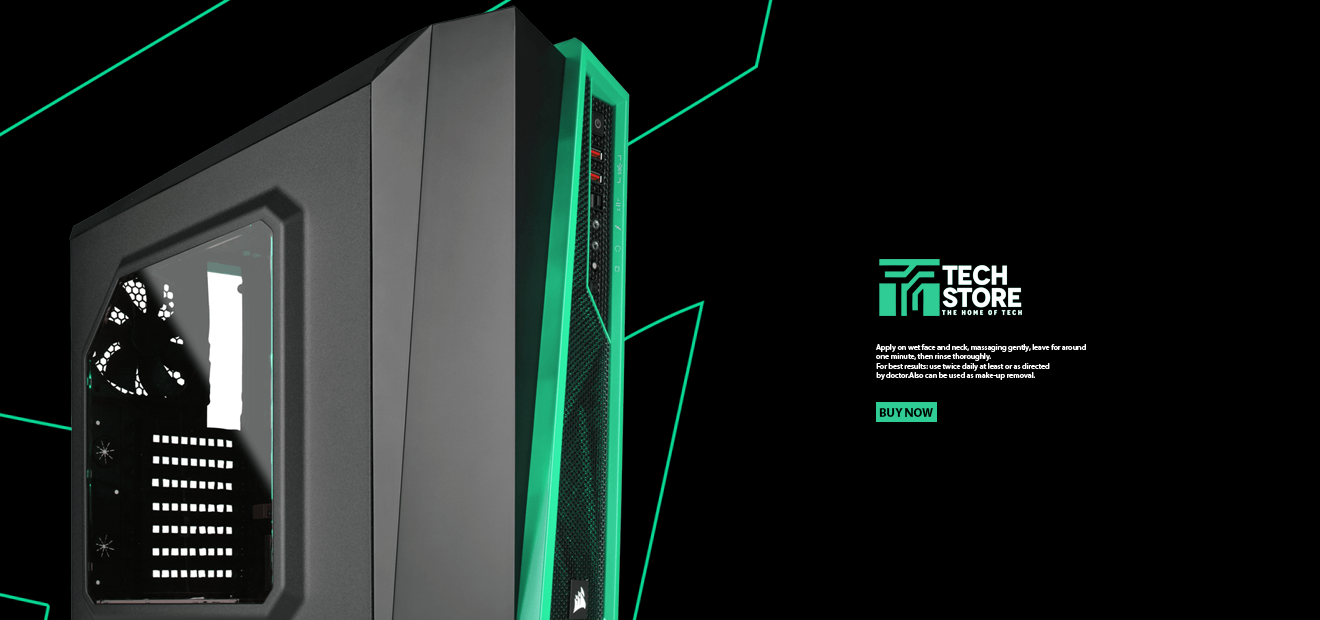 TECH
STORE
THE HOME OF TECH
Apply on wet face and neck, massaging gently, leave for around
one minute, then rinse thoroughly.
For best results: use twice daily at least or as directed
by doctor.Also can be used as make-up removal.
BUY NOW